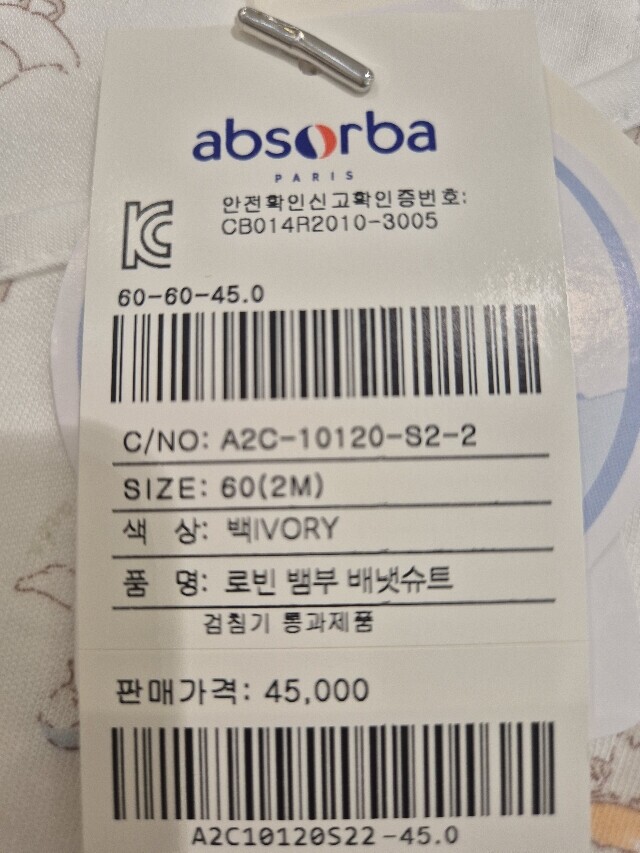 absorba
PARIS
안전확인신고확인증번호:
CB014R2010-3005
60-60-45.0
C/NO: A2C-10120-S2-2
SIZE: 60(2M)
색 상: 백IVORY
품 명: 로빈 뱀부 배냇슈트
검침기 통과제품
판매가격: 45,000
A2C10120S22-45.0